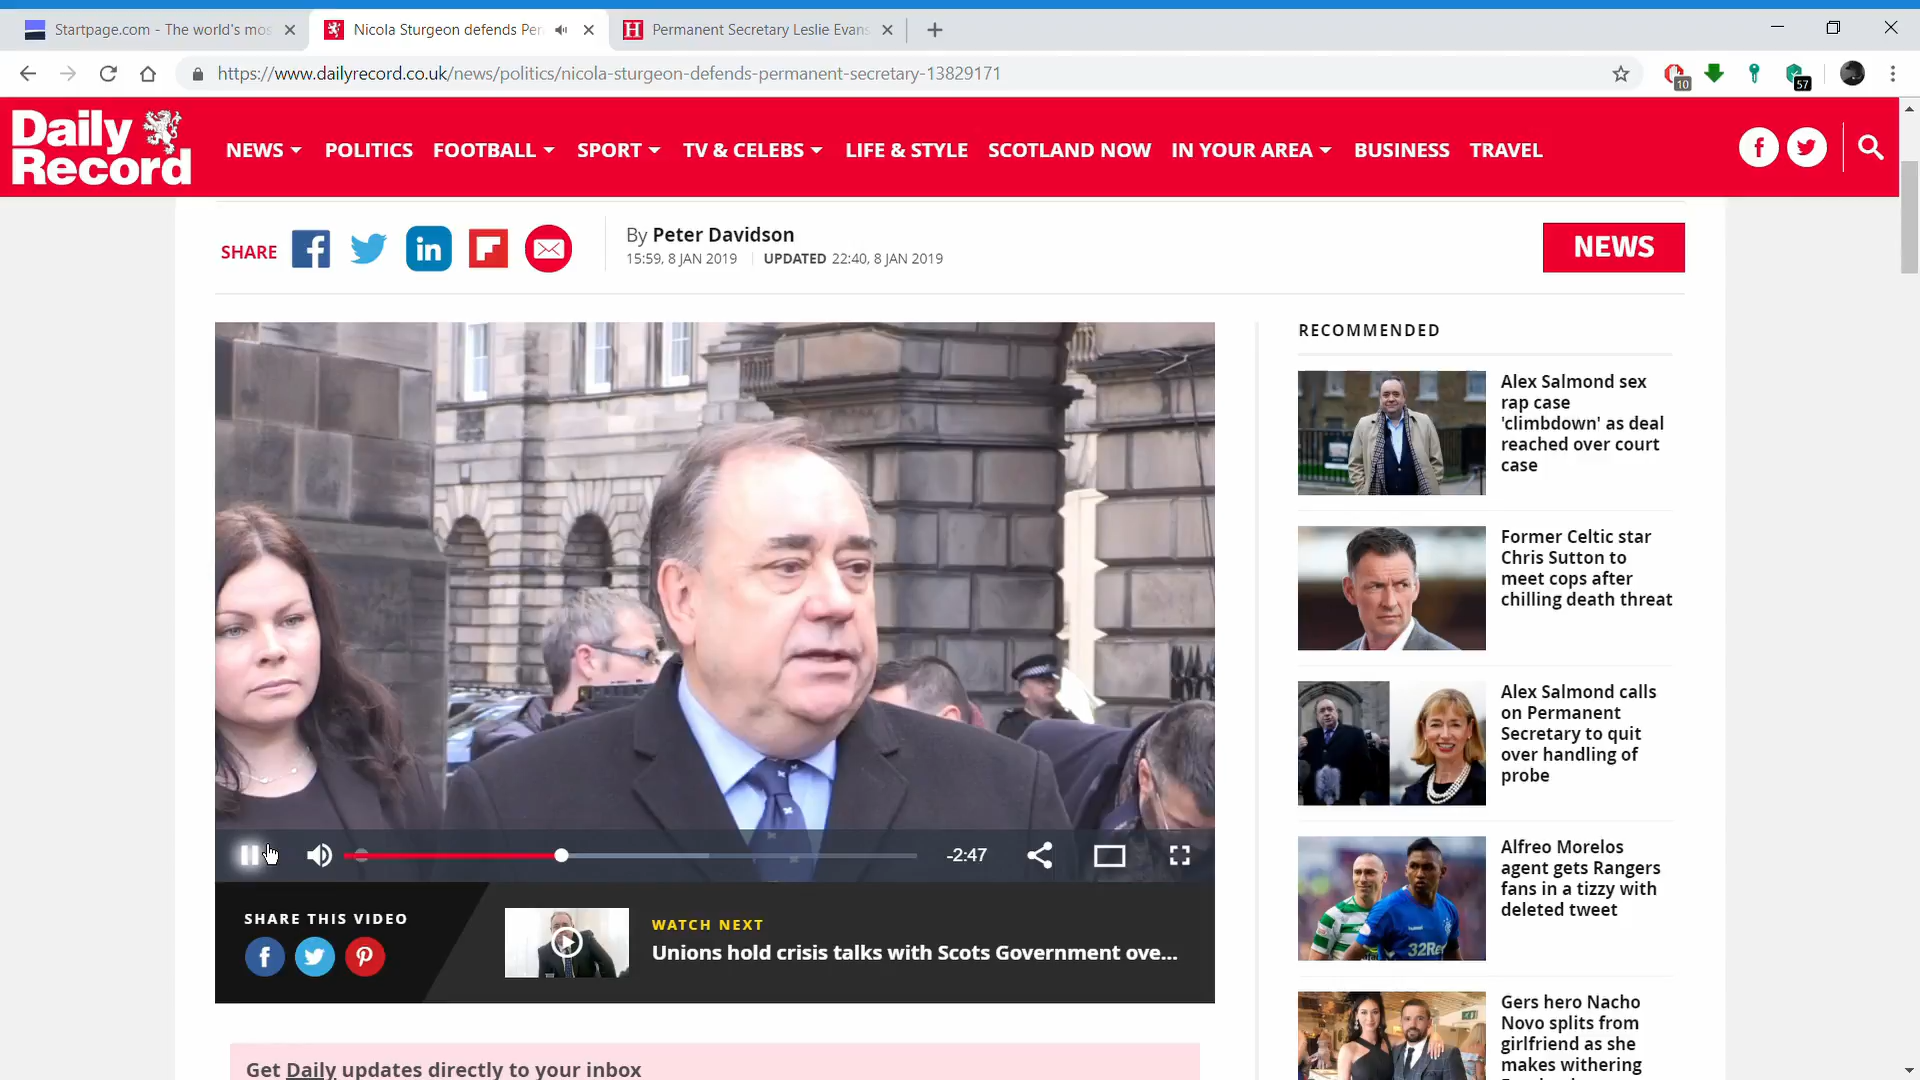 Startpage.com - The world's mos
Nicola Sturgeon defends Per
Permanent Secretary Leslie Evans
https://www.dailyrecord.co.uk/news/politics/nicola-sturgeon-defends-permanent-secretary-13829171
10
57
Daily
Record
NEWS
POLITICS
FOOTBALL
SPORT
TV & CELEBS
LIFE & STYLE
SCOTLAND NOW
IN YOUR AREA
BUSINESS
TRAVEL
SHARE
By Peter Davidson
15:59, 8 JAN 2019
UPDATED 22:40, 8 JAN 2019
NEWS
-2:47
SHARE THIS VIDEO
WATCH NEXT
Unions hold crisis talks with Scots Government ove...
Get Daily updates directly to your inbox
RECOMMENDED
Alex Salmond sex
rap case
'climbdown' as deal
reached over court
case
Former Celtic star
Chris Sutton to
meet cops after
chilling death threat
Alex Salmond calls
on Permanent
Secretary to quit
over handling of
probe
Alfreo Morelos
agent gets Rangers
fans in a tizzy with
deleted tweet
32Re
Gers hero Nacho
Novo splits from
girlfriend as she
makes withering